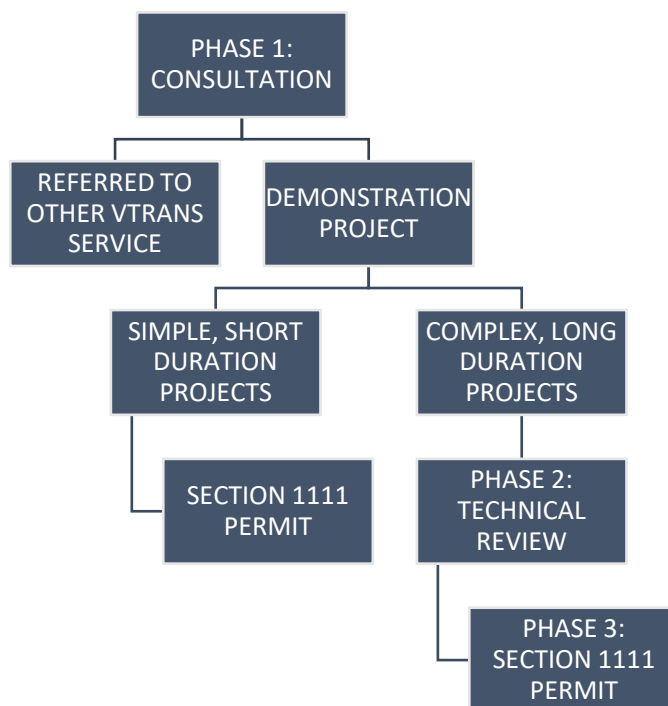 PHASE 1:
CONSULTATION
REFERRED TO
OTHER VTRANS
SERVICE
DEMONSTRATION
PROJECT
SIMPLE, SHORT
DURATION
PROJECTS
COMPLEX, LONG
DURATION
PROJECTS
SECTION 1111
PERMIT
PHASE 2:
TECHNICAL
REVIEW
PHASE 3:
SECTION 1111
PERMIT